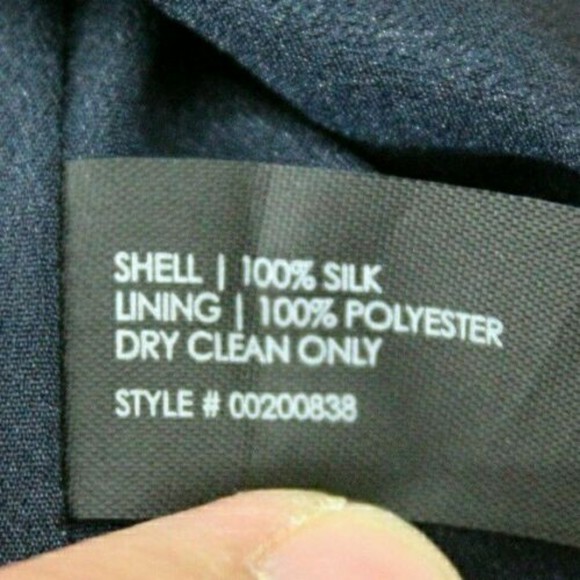 SHELL | 100% SILK
LINING | 100% POLYESTER
DRY CLEAN ONLY
STYLE # 00200838